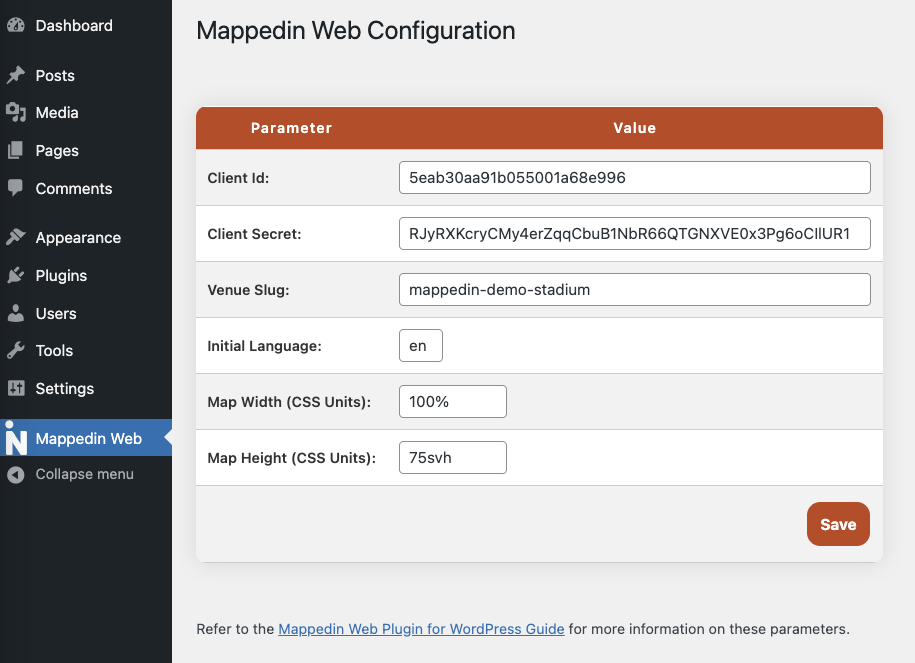 Dashboard
Posts
Media
Pages
Comments
Appearance
Plugins
Users
Tools
Settings
Mappedin Web
Collapse menu
Mappedin Web Configuration
Parameter Value
Client Id: 5eab30aa91b055001a68e996
Client Secret: RJyRXKcryCMy4erZqqCbuB1NbR66QTGNXVE0x3Pg6oCIlUR1
Venue Slug: mappedin-demo-stadium
Initial Language: en
Map Width (CSS Units): 100%
Map Height (CSS Units): 75svh
Save
Refer to the Mappedin Web Plugin for WordPress Guide for more information on these parameters.